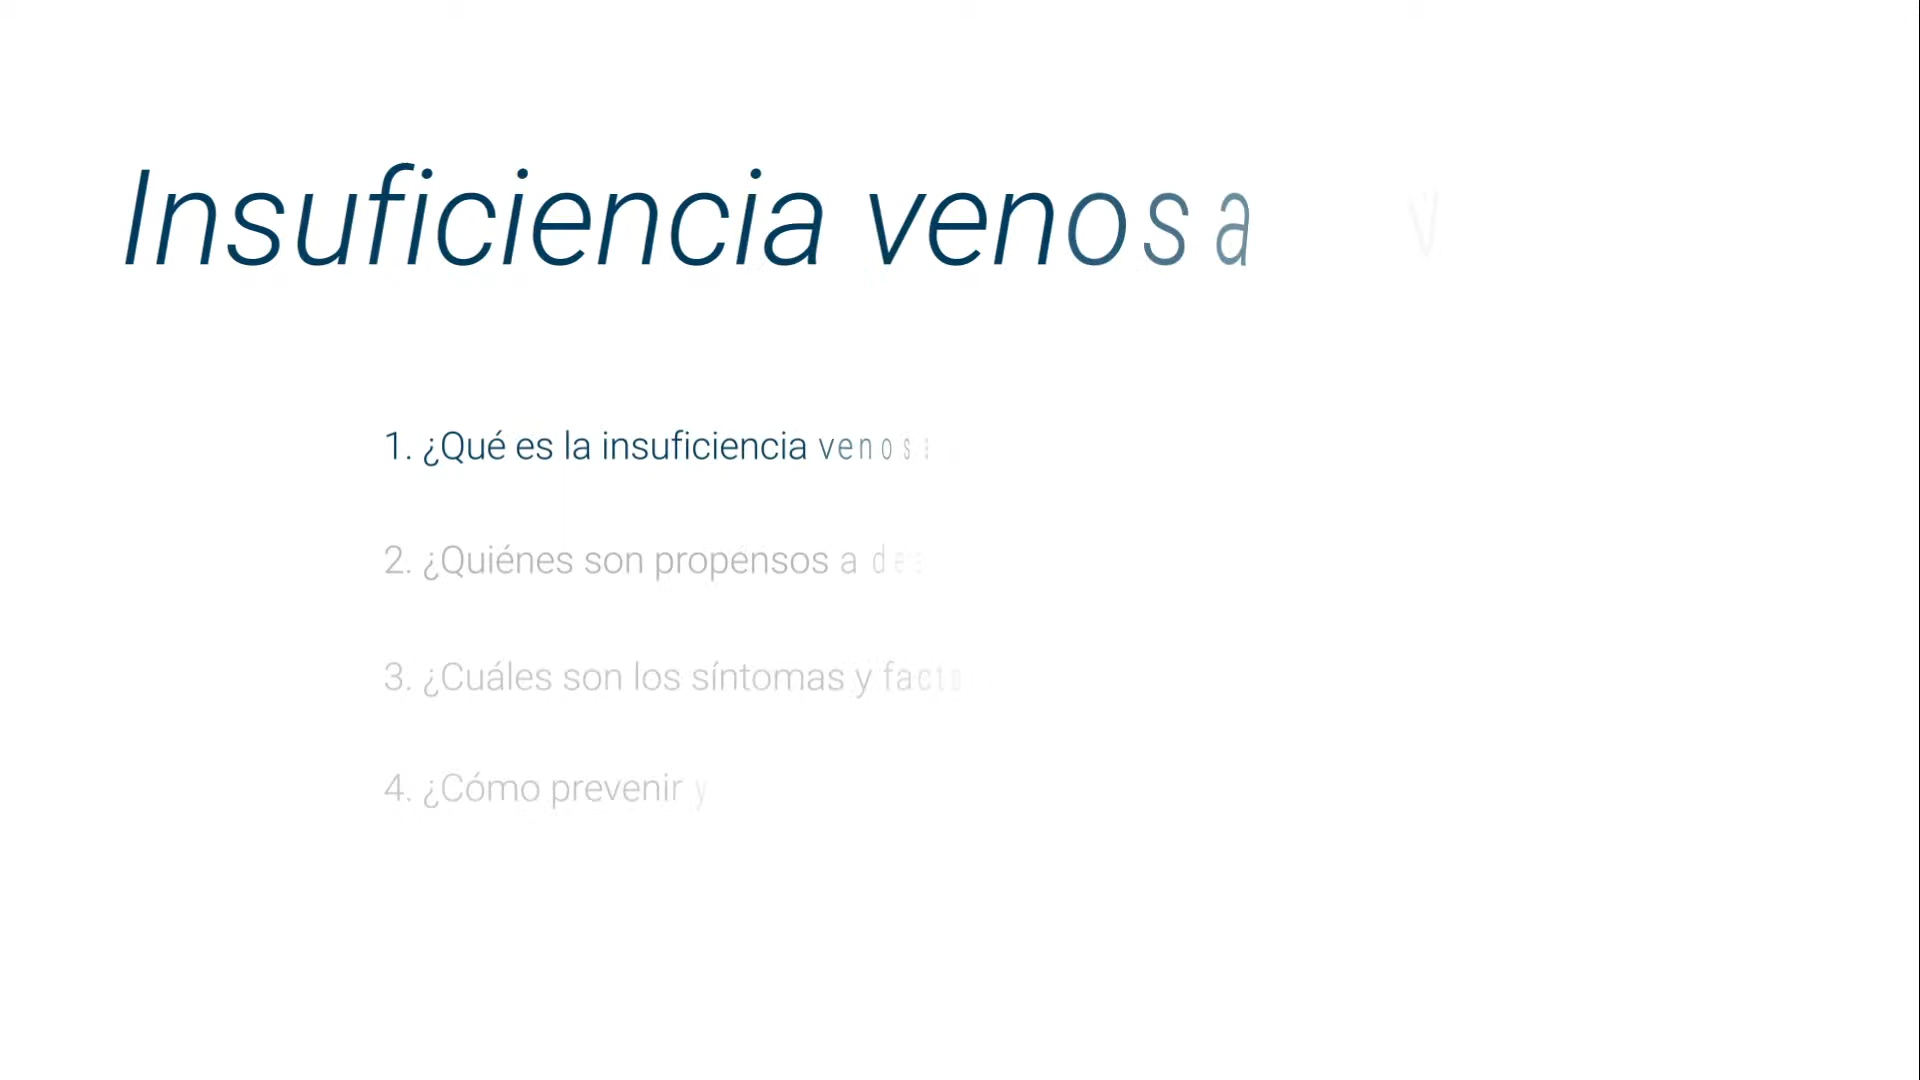 Insuficiencia venosa
1. ¿Qué es la insuficiencia venosa
2. ¿Quiénes son propensos a
3. ¿Cuáles son los síntomas y
4. ¿Cómo prevenir y